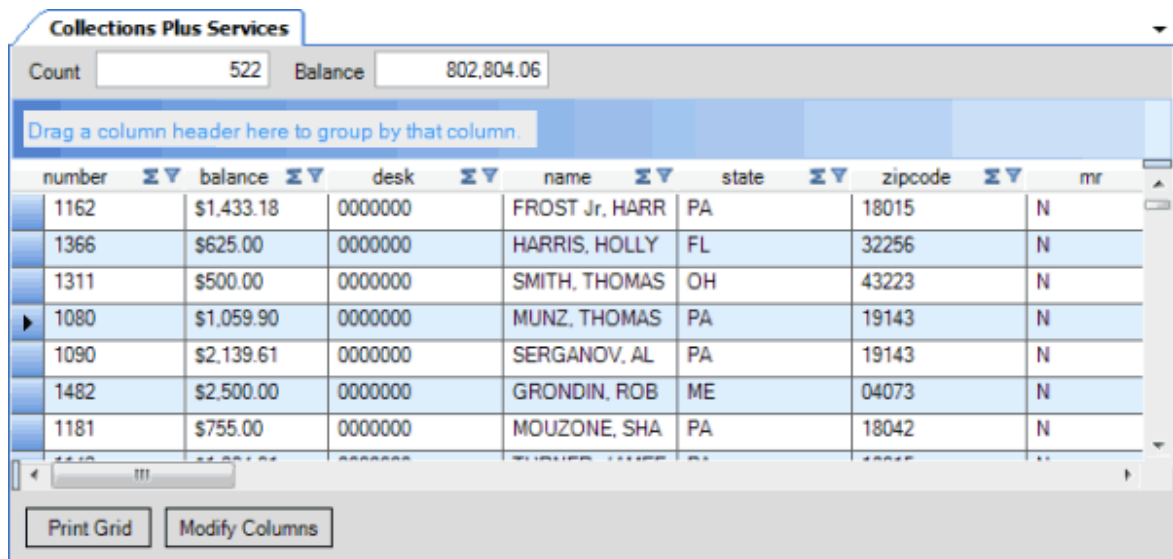 Collections Plus Services
Count 522 Balance 802,804.06
Drag a column header here to group by that column.
number Σ balance Σ desk Σ name Σ state Σ zipcode Σ mr
1162 $1,433.18 0000000 FROST Jr, HARR PA 18015 N
1366 $625.00 0000000 HARRIS, HOLLY FL 32256 N
1311 $500.00 0000000 SMITH, THOMAS OH 43223 N
1080 $1,059.90 0000000 MUNZ, THOMAS PA 19143 N
1090 $2,139.61 0000000 SERGANOV, AL PA 19143 N
1482 $2,500.00 0000000 GRONDIN, ROB ME 04073 N
1181 $755.00 0000000 MOUZONE, SHA PA 18042 N
Print Grid Modify Columns